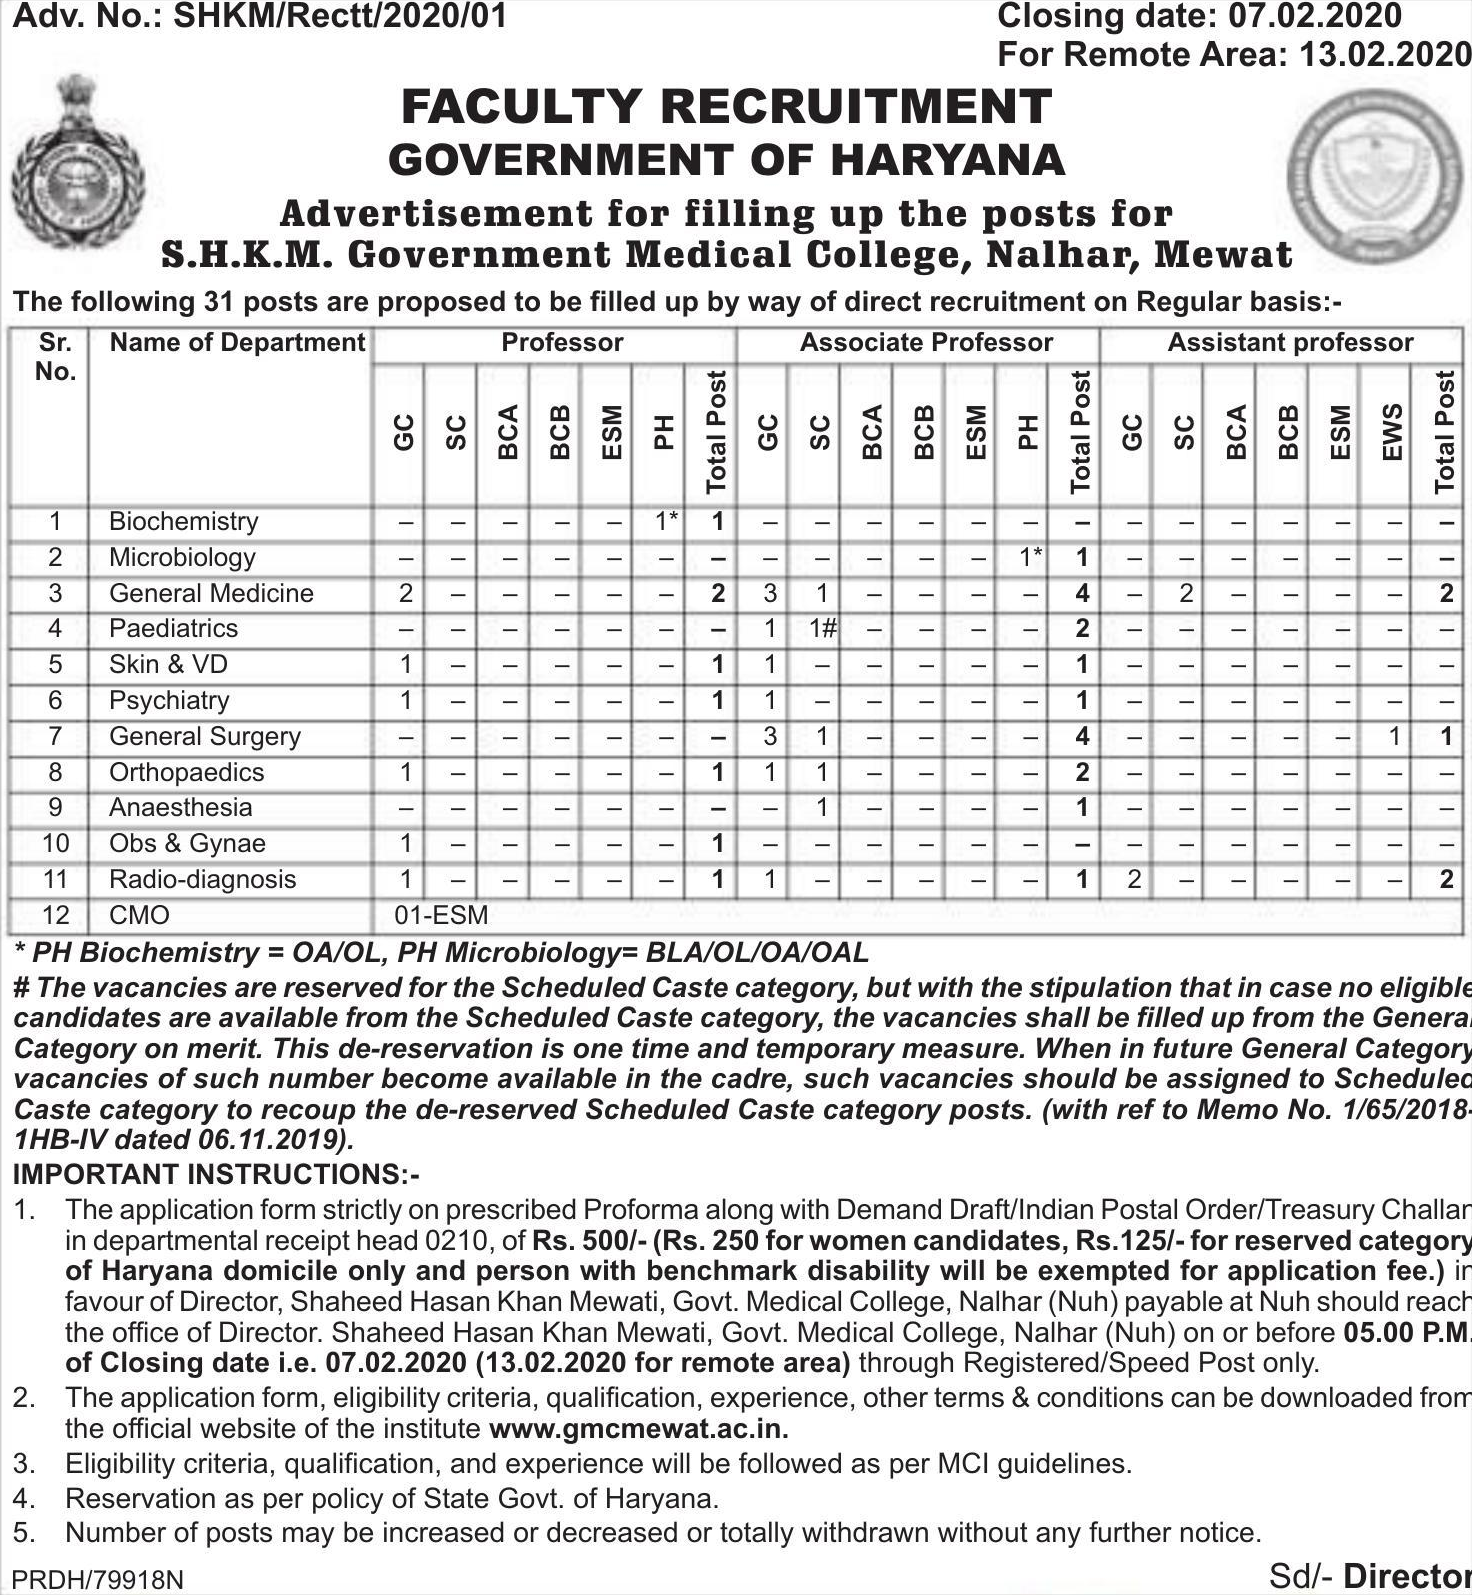 Adv. No.: SHKM/Rectt/2020/01
Closing date: 07.02.2020
For Remote Area: 13.02.2020
FACULTY RECRUITMENT
GOVERNMENT OF HARYANA
Advertisement for filling up the posts for
S.H.K.M. Government Medical College, Nalhar, Mewat
The following 31 posts are proposed to be filled up by way of direct recruitment on Regular basis:-
Sr. No. Name of Department Professor Associate Professor Assistant professor
GC SC BCA BCB ESM PH Total Post GC SC BCA BCB ESM PH Total Post GC SC BCA BCB ESM EWS Total Post
1 Biochemistry – – – – – 1* 1 – – – – – – – – – – – – – –
2 Microbiology – – – – – – – – – – – – 1* 1 – – – – – – –
3 General Medicine 2 – – – – – 2 3 1 – – – – 4 – 2 – – – – 2
4 Paediatrics – – – – – – – 1 1# – – – – 2 – – – – – – –
5 Skin & VD 1 – – – – – 1 1 – – – – – 1 – – – – – – –
6 Psychiatry 1 – – – – – 1 1 – – – – – 1 – – – – – – –
7 General Surgery – – – – – – – 3 1 – – – – 4 – – – – – 1 1
8 Orthopaedics 1 – – – – – 1 1 1 – – – – 2 – – – – – – –
9 Anaesthesia – – – – – – – – 1 – – – – 1 – – – – – – –
10 Obs & Gynae 1 – – – – – 1 – – – – – – – – – – – – – –
11 Radio-diagnosis 1 – – – – – 1 1 – – – – – 1 2 – – – – – 2
12 CMO 01-ESM
* PH Biochemistry = OA/OL, PH Microbiology= BLA/OL/OA/OAL
# The vacancies are reserved for the Scheduled Caste category, but with the stipulation that in case no eligible
candidates are available from the Scheduled Caste category, the vacancies shall be filled up from the General
Category on merit. This de-reservation is one time and temporary measure. When in future General Category
vacancies of such number become available in the cadre, such vacancies should be assigned to Scheduled
Caste category to recoup the de-reserved Scheduled Caste category posts. (with ref to Memo No. 1/65/2018-
1HB-IV dated 06.11.2019).
IMPORTANT INSTRUCTIONS:-
1. The application form strictly on prescribed Proforma along with Demand Draft/Indian Postal Order/Treasury Challan
in departmental receipt head 0210, of Rs. 500/- (Rs. 250 for women candidates, Rs.125/- for reserved category
of Haryana domicile only and person with benchmark disability will be exempted for application fee.) in
favour of Director, Shaheed Hasan Khan Mewati, Govt. Medical College, Nalhar (Nuh) payable at Nuh should reach
the office of Director. Shaheed Hasan Khan Mewati, Govt. Medical College, Nalhar (Nuh) on or before 05.00 P.M.
of Closing date i.e. 07.02.2020 (13.02.2020 for remote area) through Registered/Speed Post only.
2. The application form, eligibility criteria, qualification, experience, other terms & conditions can be downloaded from
the official website of the institute www.gmcmewat.ac.in.
3. Eligibility criteria, qualification, and experience will be followed as per MCI guidelines.
4. Reservation as per policy of State Govt. of Haryana.
5. Number of posts may be increased or decreased or totally withdrawn without any further notice.
PRDH/79918N
Sd/- Director